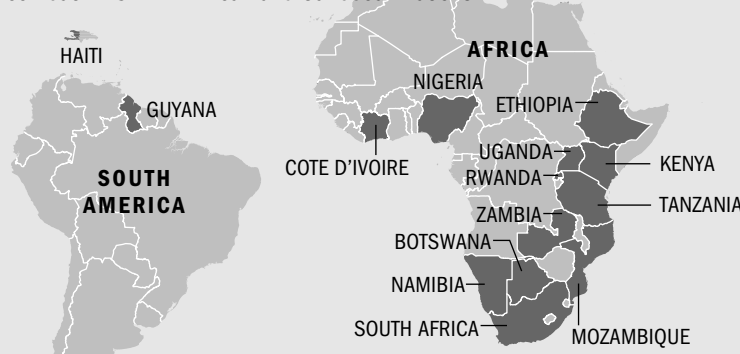 HAITI
GUYANA
SOUTH
AMERICA
AFRICA
NIGERIA
ETHIOPIA
COTE D'IVOIRE
UGANDA
KENYA
RWANDA
TANZANIA
ZAMBIA
BOTSWANA
NAMIBIA
SOUTH AFRICA
MOZAMBIQUE